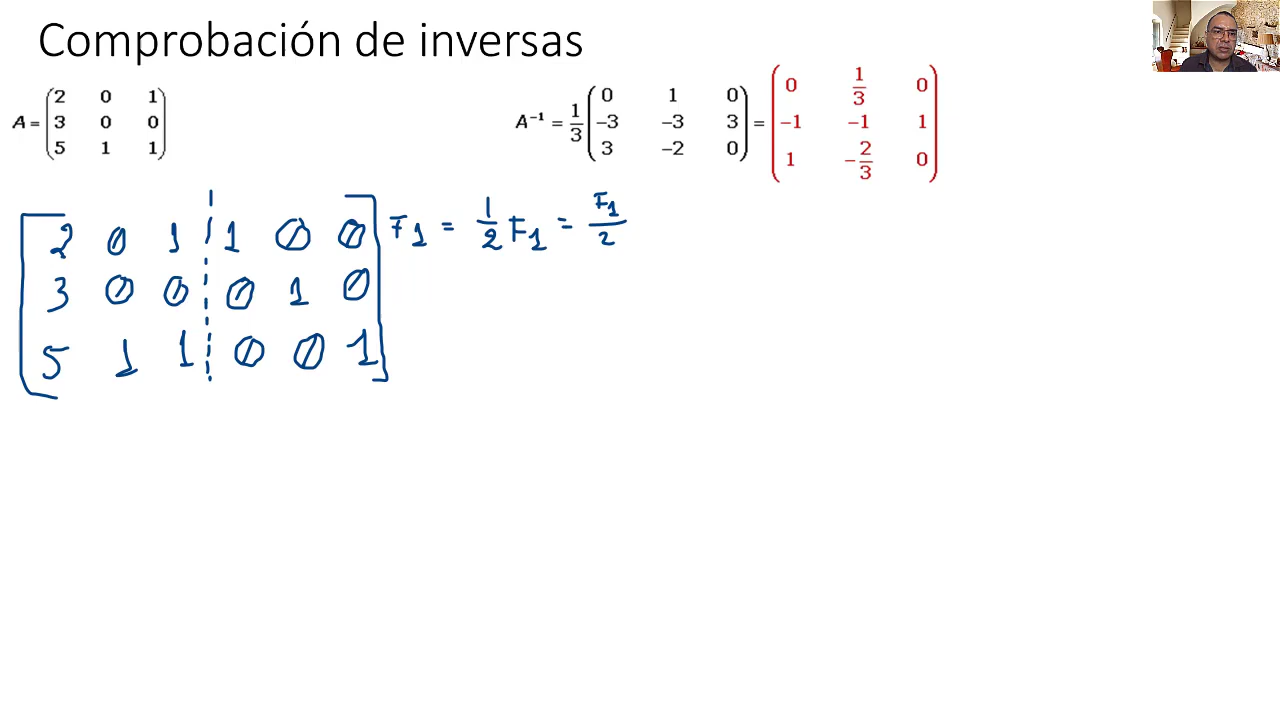 Comprobación de inversas
A = (2 0 1
3 0 0
5 1 1)
A⁻¹ = 1/3 (0 1 0
−3 −3 3
3 −2 0) = (0 1/3 0
−1 −1 1
1 −2/3 0)
[2 0 1 ¦ 1 0 0
3 0 0 ¦ 0 1 0
5 1 1 ¦ 0 0 1]
F1 = 1/2 F1 = F1/2